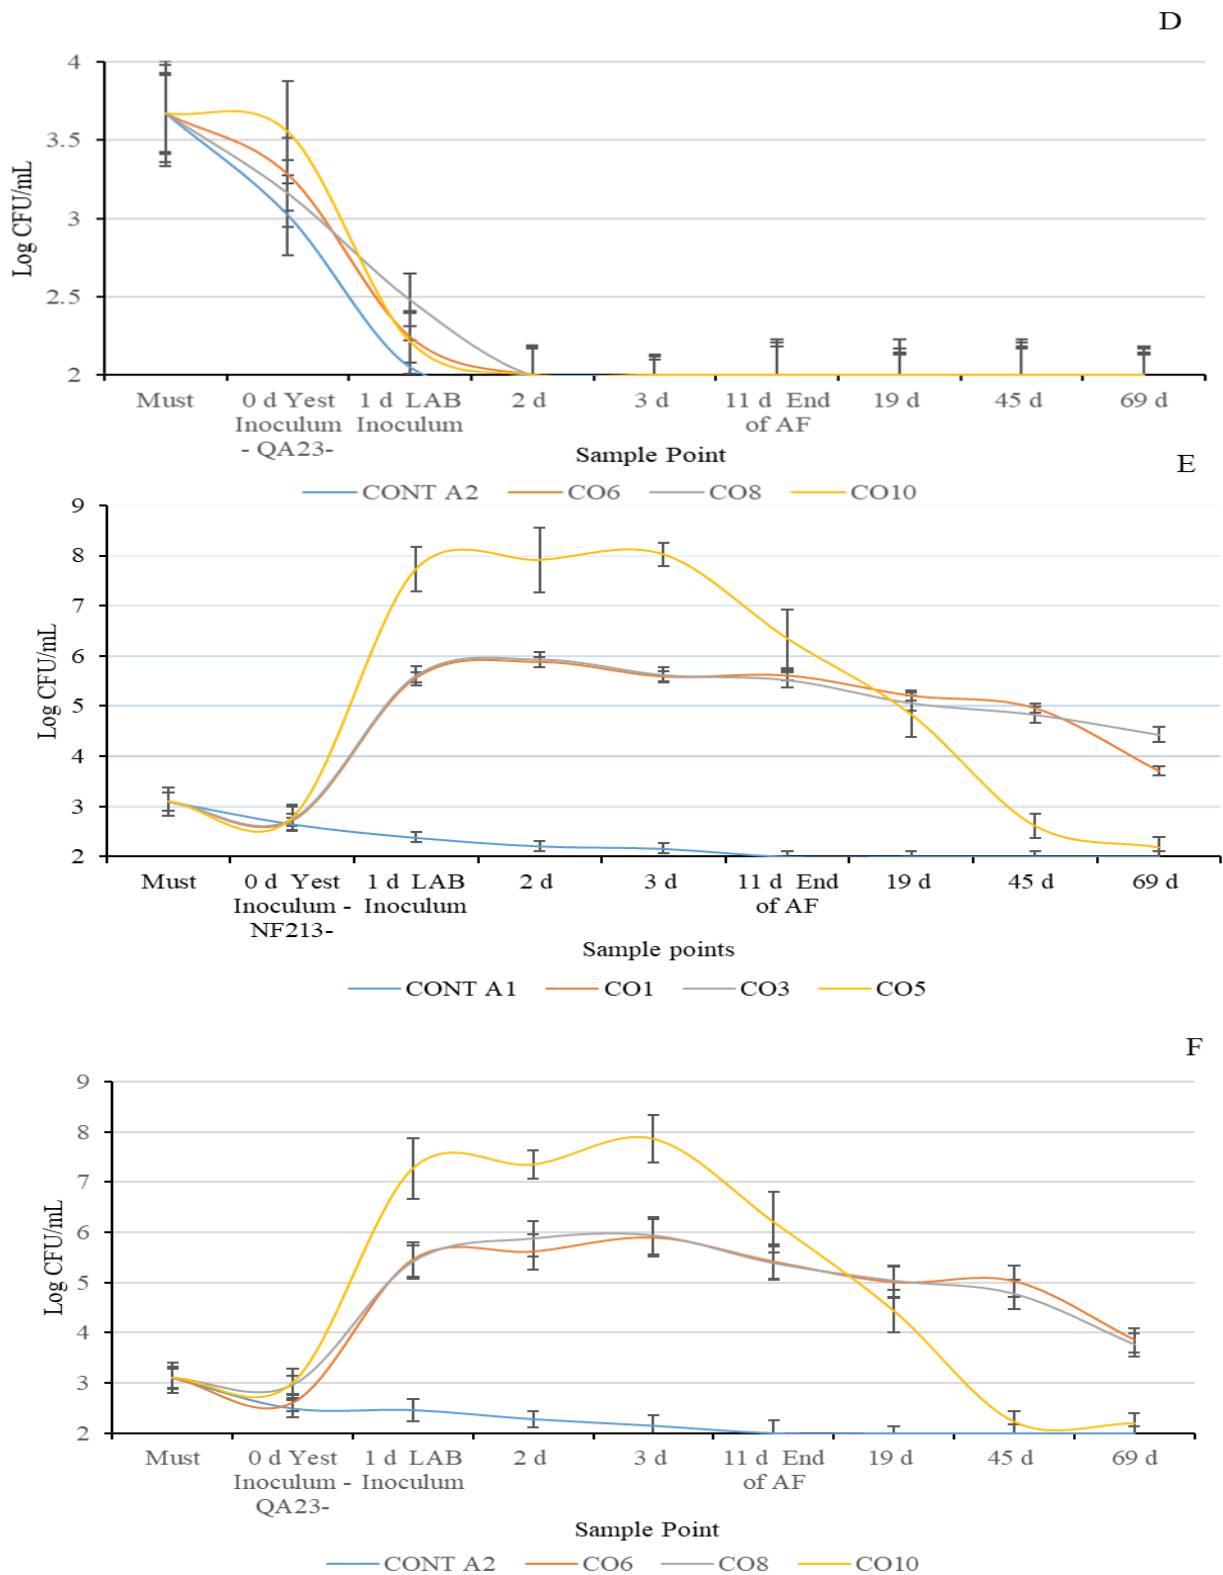 D
4
3.5
3
2.5
2
Log CFU/mL
Must
0 d Yest
Inoculum
- QA23-
1 d LAB
Inoculum
2 d
3 d
11 d End
of AF
19 d
45 d
69 d
Sample Point
CONT A2 CO6 CO8 CO10
E
9
8
7
6
5
4
3
2
Log CFU/mL
Must
0 d Yest
Inoculum -
NF213-
1 d LAB
Inoculum
2 d
3 d
11 d End
of AF
19 d
45 d
69 d
Sample points
CONT A1 CO1 CO3 CO5
F
9
8
7
6
5
4
3
2
Log CFU/mL
Must
0 d Yest
Inoculum -
QA23-
1 d LAB
Inoculum
2 d
3 d
11 d End
of AF
19 d
45 d
69 d
Sample Point
CONT A2 CO6 CO8 CO10